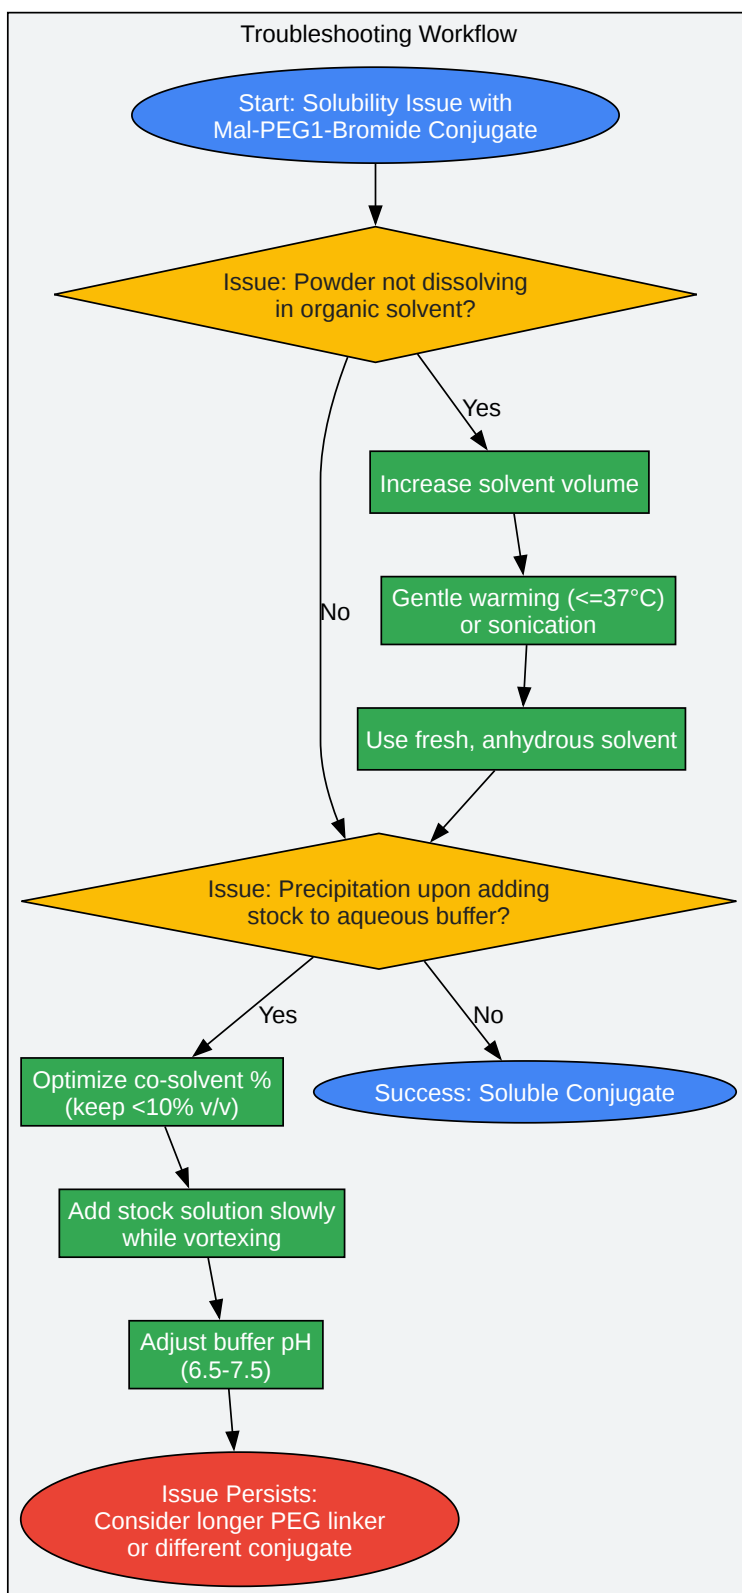 Troubleshooting Workflow
Start: Solubility Issue with
Mal-PEG1-Bromide Conjugate
Issue: Powder not dissolving
in organic solvent?
Yes
Increase solvent volume
Gentle warming (<=37°C)
or sonication
No
Use fresh, anhydrous solvent
Issue: Precipitation upon adding
stock to aqueous buffer?
Yes
No
Optimize co-solvent %
(keep <10% v/v)
Success: Soluble Conjugate
Add stock solution slowly
while vortexing
Adjust buffer pH
(6.5-7.5)
Issue Persists:
Consider longer PEG linker
or different conjugate